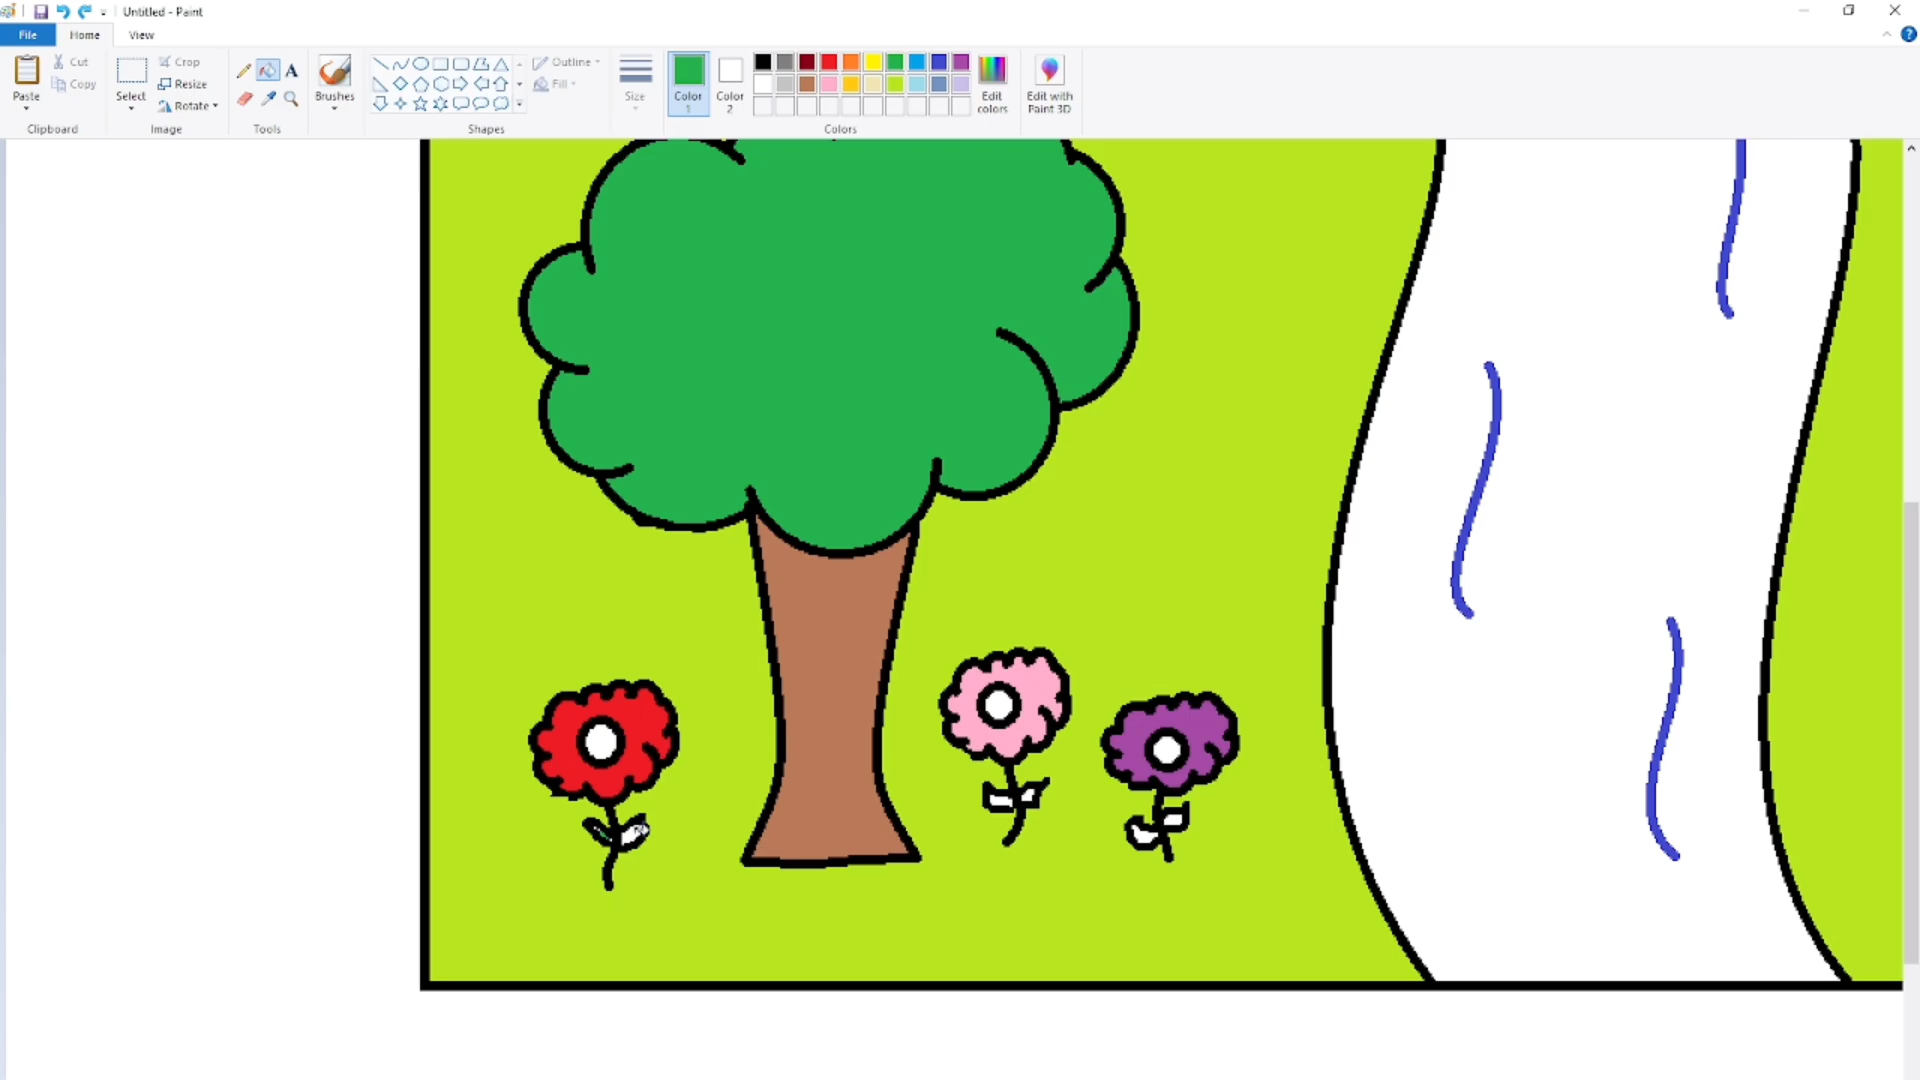 Untitled - Paint
File Home View
Paste
Cut
Copy
Clipboard
Select
Crop
Resize
Rotate
Image
A
Tools
Brushes
Shapes
Outline
Fill
Size
Color
1
Color
2
Colors
Edit
colors
Edit with
Paint 3D
?